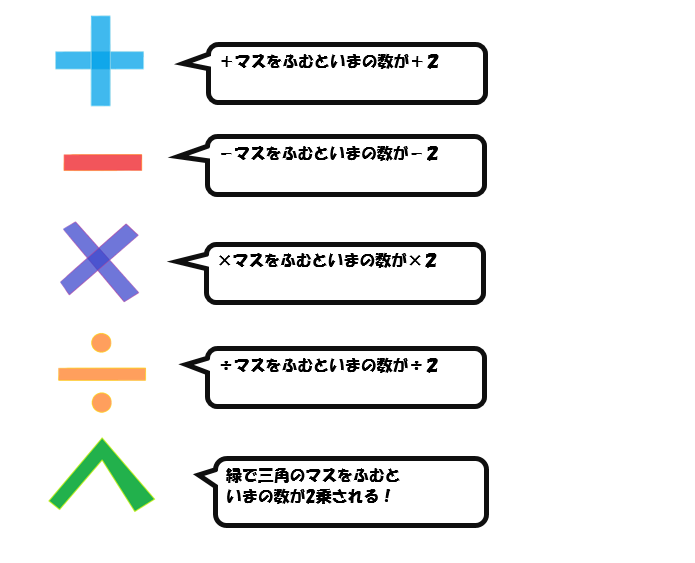 +マスをふむといまの数が+2
-マスをふむといまの数が-2
×マスをふむといまの数が×2
÷マスをふむといまの数が÷2
緑で三角のマスをふむと
いまの数が2乗される！